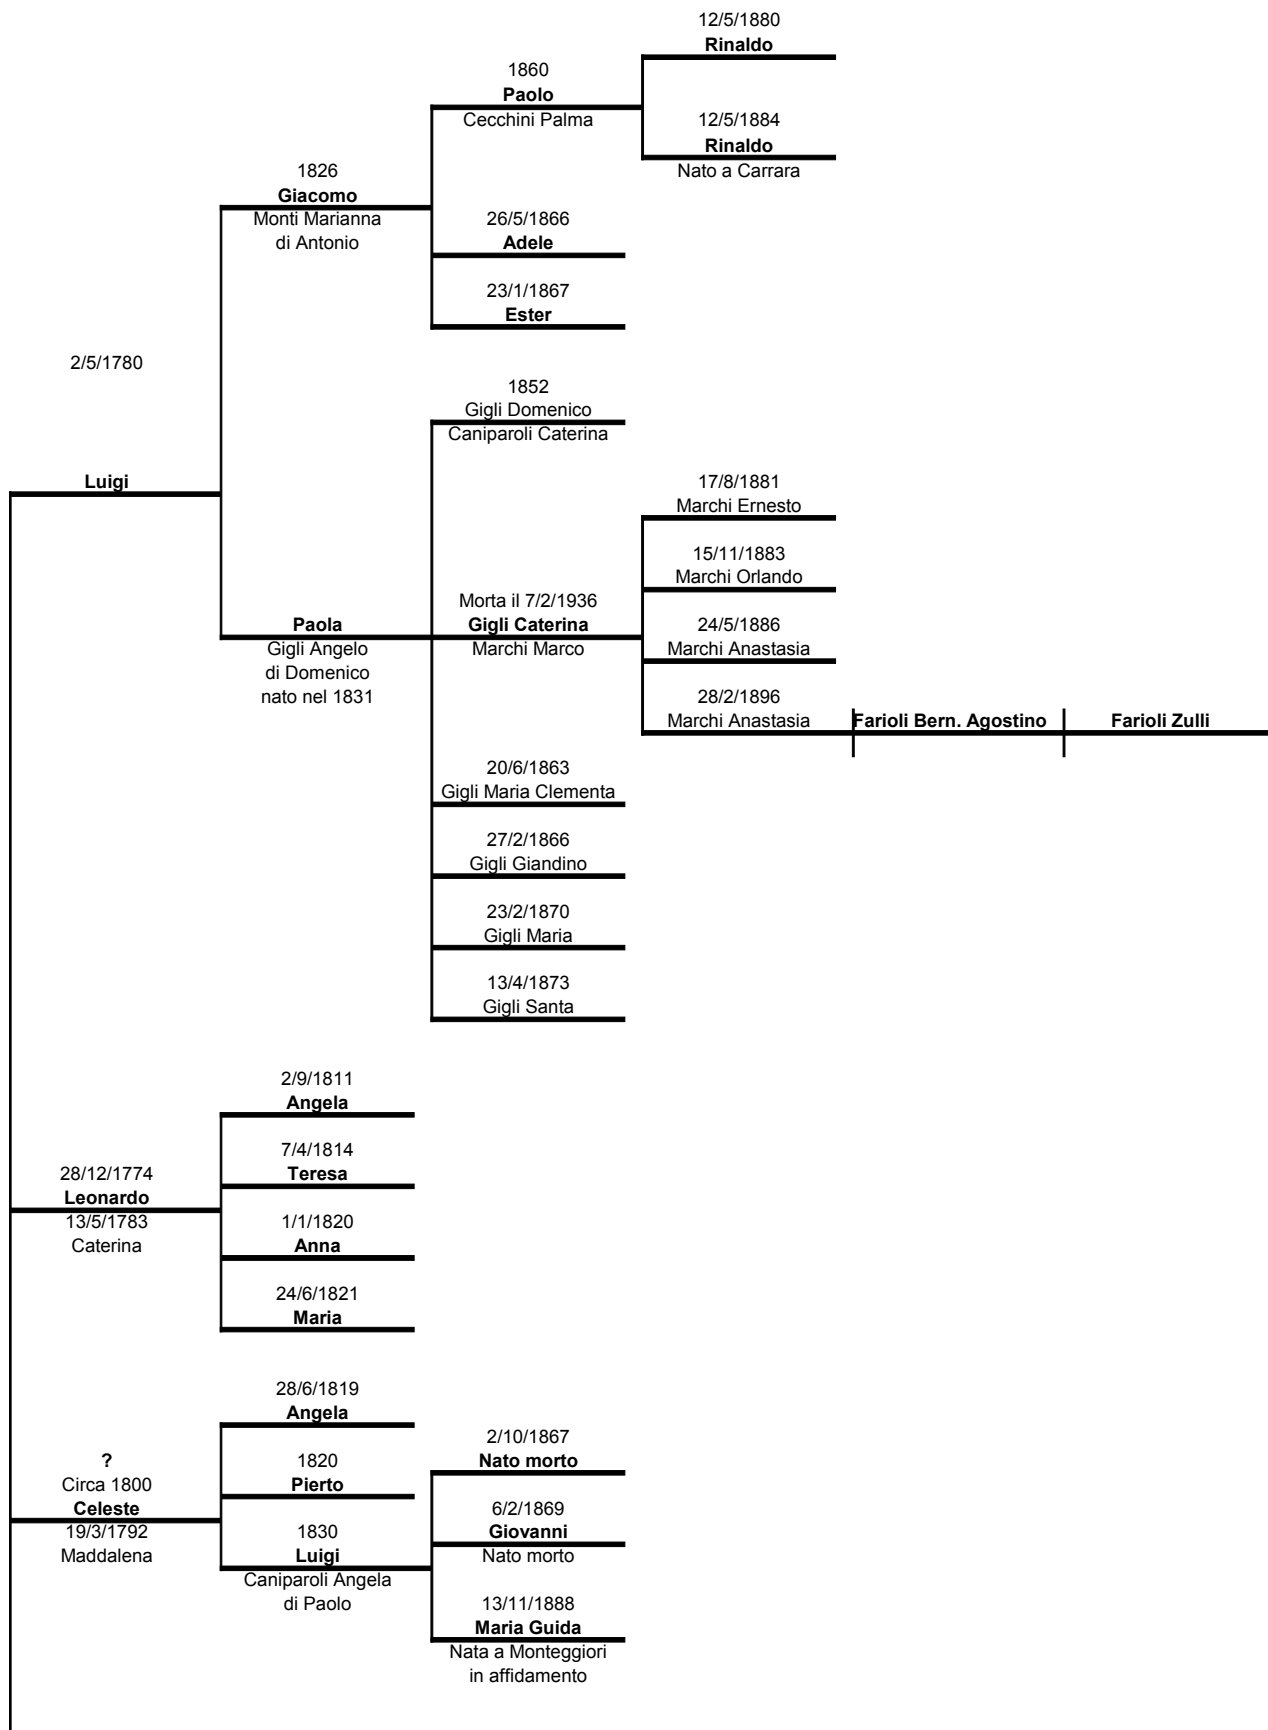 12/5/1880
Rinaldo
1860
Paolo
Cecchini Palma
12/5/1884
Rinaldo
Nato a Carrara
1826
Giacomo
Monti Marianna
di Antonio
26/5/1866
Adele
23/1/1867
Ester
2/5/1780
Luigi
1852
Gigli Domenico
Caniparoli Caterina
17/8/1881
Marchi Ernesto
15/11/1883
Marchi Orlando
Paola
Gigli Angelo
di Domenico
nato nel 1831
Morta il 7/2/1936
Gigli Caterina
Marchi Marco
24/5/1886
Marchi Anastasia
28/2/1896
Marchi Anastasia
Farioli Bern. Agostino
Farioli Zulli
20/6/1863
Gigli Maria Clementa
27/2/1866
Gigli Giandino
23/2/1870
Gigli Maria
13/4/1873
Gigli Santa
2/9/1811
Angela
7/4/1814
Teresa
28/12/1774
Leonardo
13/5/1783
Caterina
1/1/1820
Anna
24/6/1821
Maria
28/6/1819
Angela
?
Circa 1800
Celeste
19/3/1792
Maddalena
1820
Pierto
1830
Luigi
Caniparoli Angela
di Paolo
2/10/1867
Nato morto
6/2/1869
Giovanni
Nato morto
13/11/1888
Maria Guida
Nata a Monteggiori
in affidamento